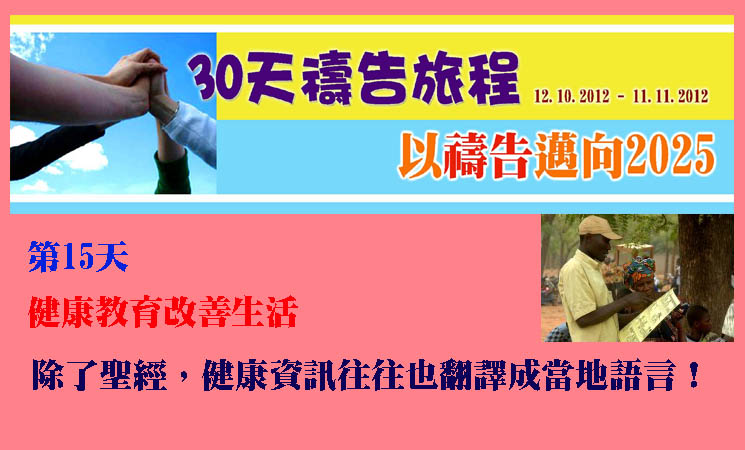 30天禱告旅程 12.10.2012 - 11.11.2012
以禱告邁向2025
第15天
健康教育改善生活
除了聖經，健康資訊往往也翻譯成當地語言！